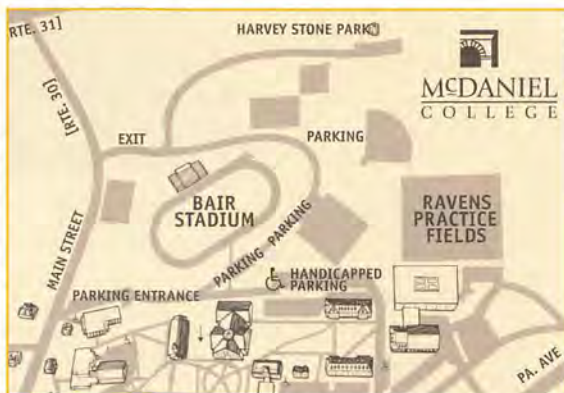 RTE. 31]
HARVEY STONE PARK
McDANIEL
COLLEGE
[RTE. 30]
EXIT
PARKING
BAIR
STADIUM
RAVENS
PRACTICE
FIELDS
MAIN STREET
PARKING PARKING
HANDICAPPED
PARKING
PARKING ENTRANCE
PA. AVE